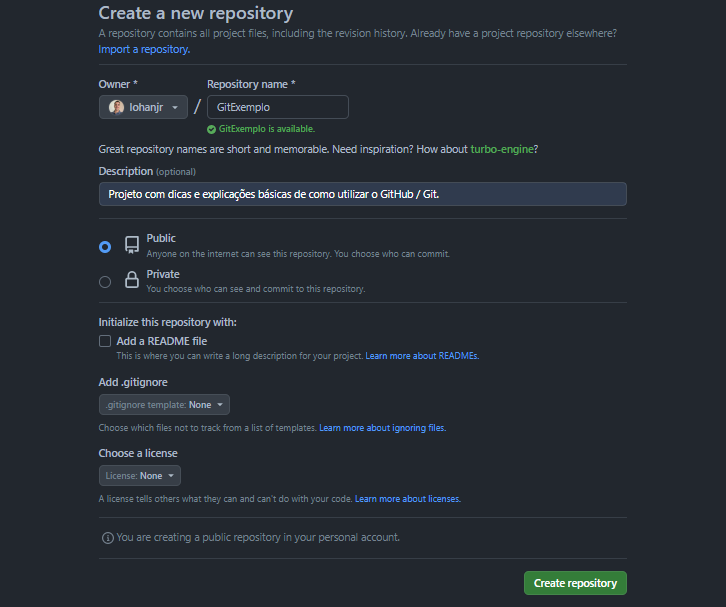 Create a new repository
A repository contains all project files, including the revision history. Already have a project repository elsewhere?
Import a repository.
Owner *
Repository name *
lohanjr
/
GitExemplo
GitExemplo is available.
Great repository names are short and memorable. Need inspiration? How about turbo-engine?
Description (optional)
Projeto com dicas e explicações básicas de como utilizar o GitHub / Git.
Public
Anyone on the internet can see this repository. You choose who can commit.
Private
You choose who can see and commit to this repository.
Initialize this repository with:
Add a README file
This is where you can write a long description for your project. Learn more about READMEs.
Add .gitignore
.gitignore template: None
Choose which files not to track from a list of templates. Learn more about ignoring files.
Choose a license
License: None
A license tells others what they can and can't do with your code. Learn more about licenses.
You are creating a public repository in your personal account.
Create repository